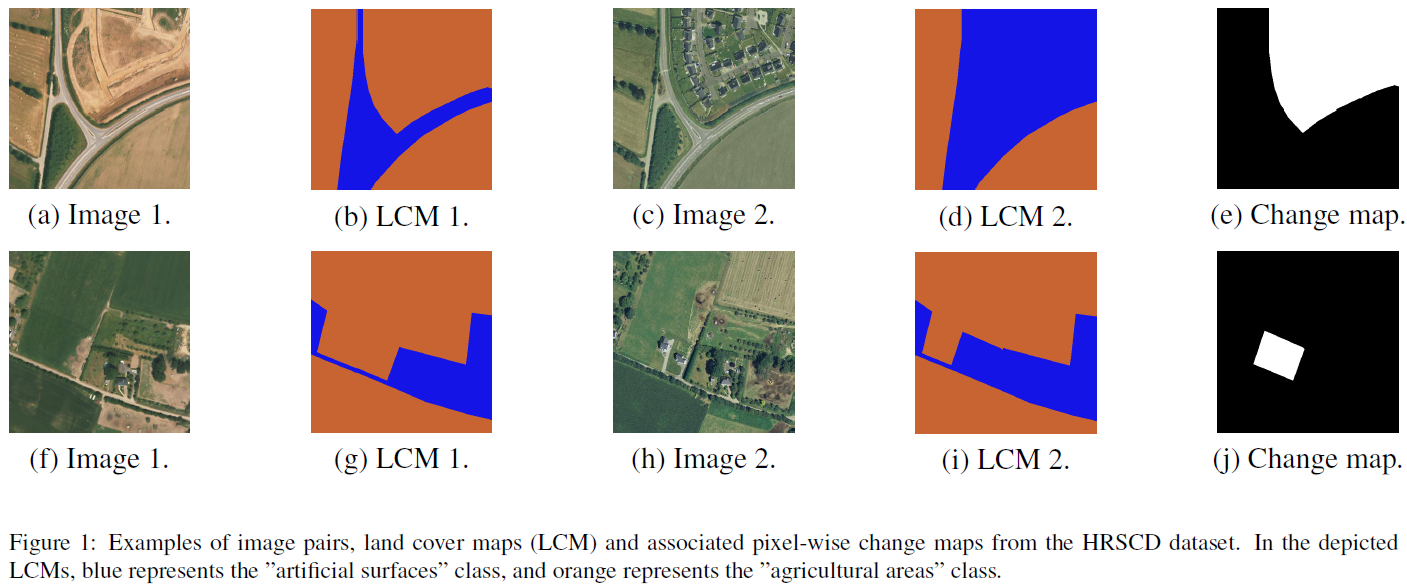 (a) Image 1.
(b) LCM 1.
(c) Image 2.
(d) LCM 2.
(e) Change map.
(f) Image 1.
(g) LCM 1.
(h) Image 2.
(i) LCM 2.
(j) Change map.
Figure 1: Examples of image pairs, land cover maps (LCM) and associated pixel-wise change maps from the HRSCD dataset. In the depicted
LCMs, blue represents the ”artificial surfaces” class, and orange represents the ”agricultural areas” class.